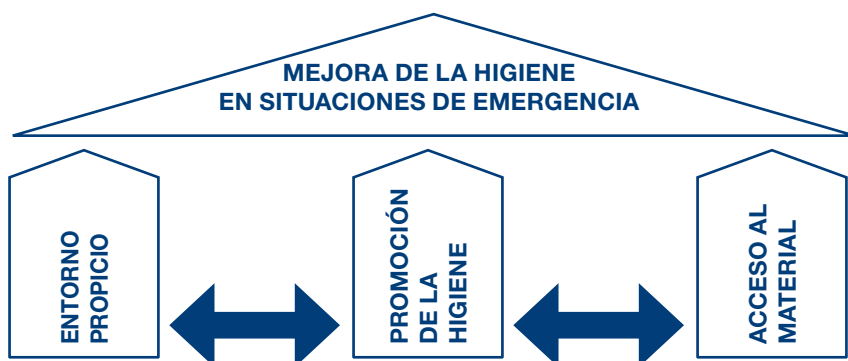 MEJORA DE LA HIGIENE
EN SITUACIONES DE EMERGENCIA
ENTORNO
PROPICIO
PROMOCIÓN
DE LA
HIGIENE
ACCESO AL
MATERIAL